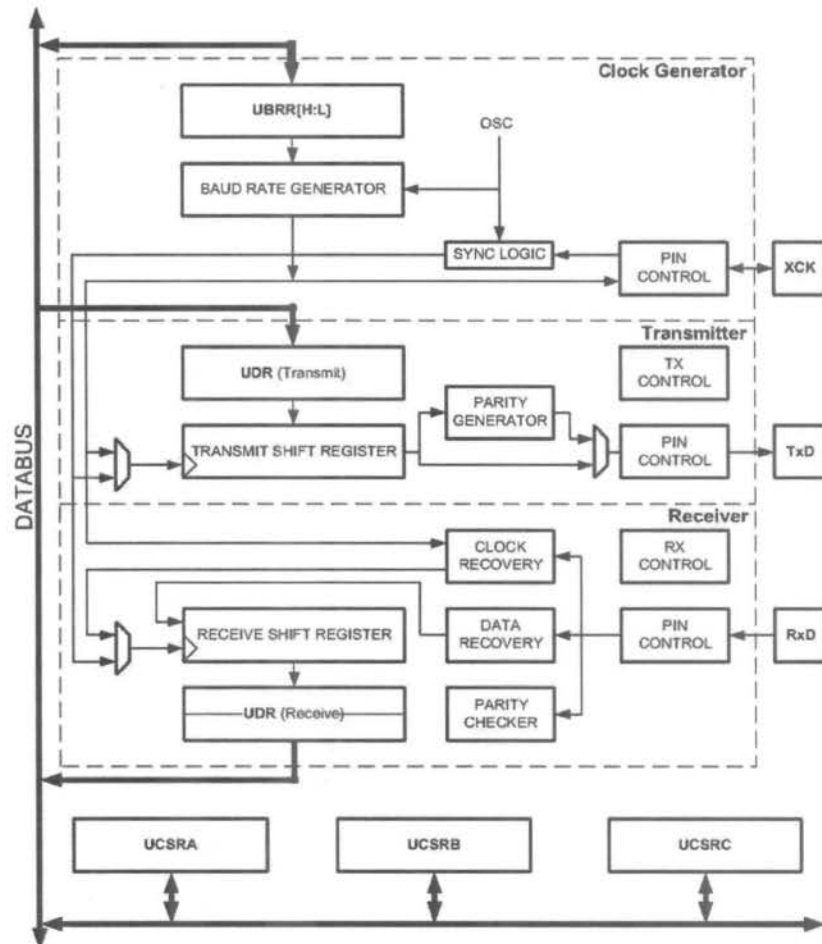 Clock Generator
UBRR[H:L]
OSC
BAUD RATE GENERATOR
SYNC LOGIC
PIN
CONTROL
XCK
Transmitter
UDR (Transmit)
TX
CONTROL
PARITY
GENERATOR
TRANSMIT SHIFT REGISTER
PIN
CONTROL
TxD
DATABUS
Receiver
CLOCK
RECOVERY
RX
CONTROL
RECEIVE SHIFT REGISTER
DATA
RECOVERY
PIN
CONTROL
RxD
UDR (Receive)
PARITY
CHECKER
UCSRA
UCSRB
UCSRC